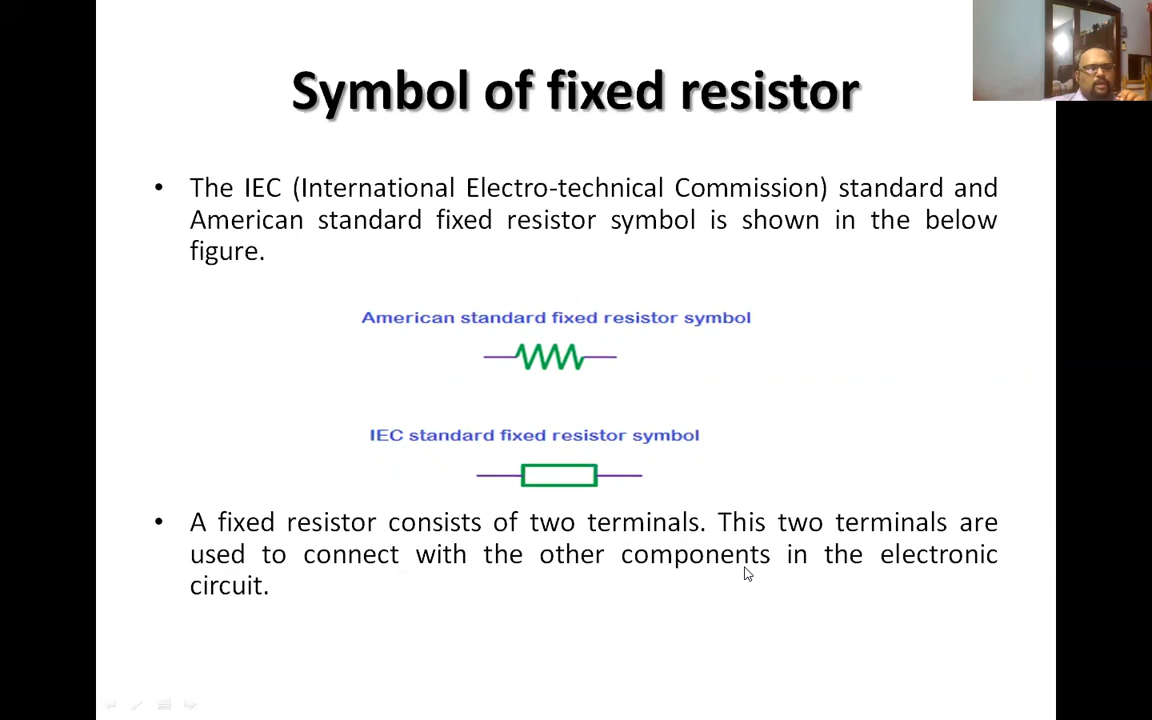 Symbol of fixed resistor
• The IEC (International Electro-technical Commission) standard and
American standard fixed resistor symbol is shown in the below
figure.
American standard fixed resistor symbol
IEC standard fixed resistor symbol
• A fixed resistor consists of two terminals. This two terminals are
used to connect with the other components in the electronic
circuit.